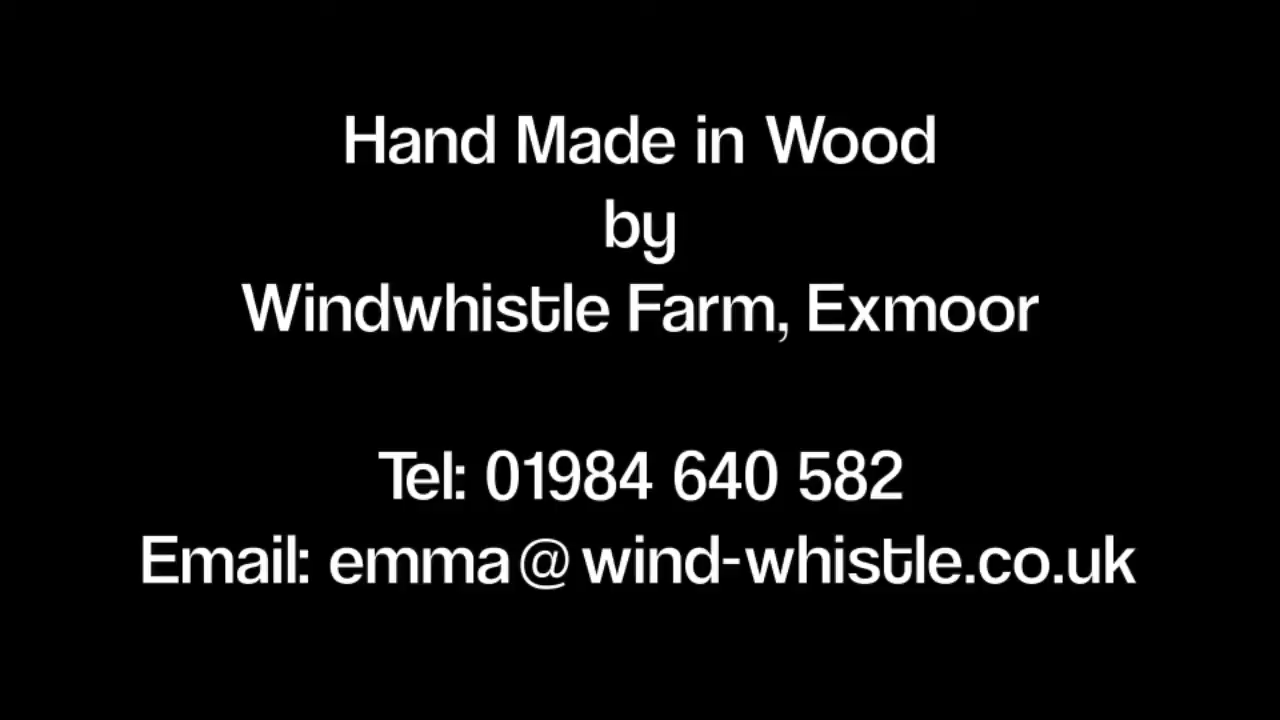 Hand Made in Wood
by
Windwhistle Farm, Exmoor
Tel: 01984 640 582
Email: emma@wind-whistle.co.uk